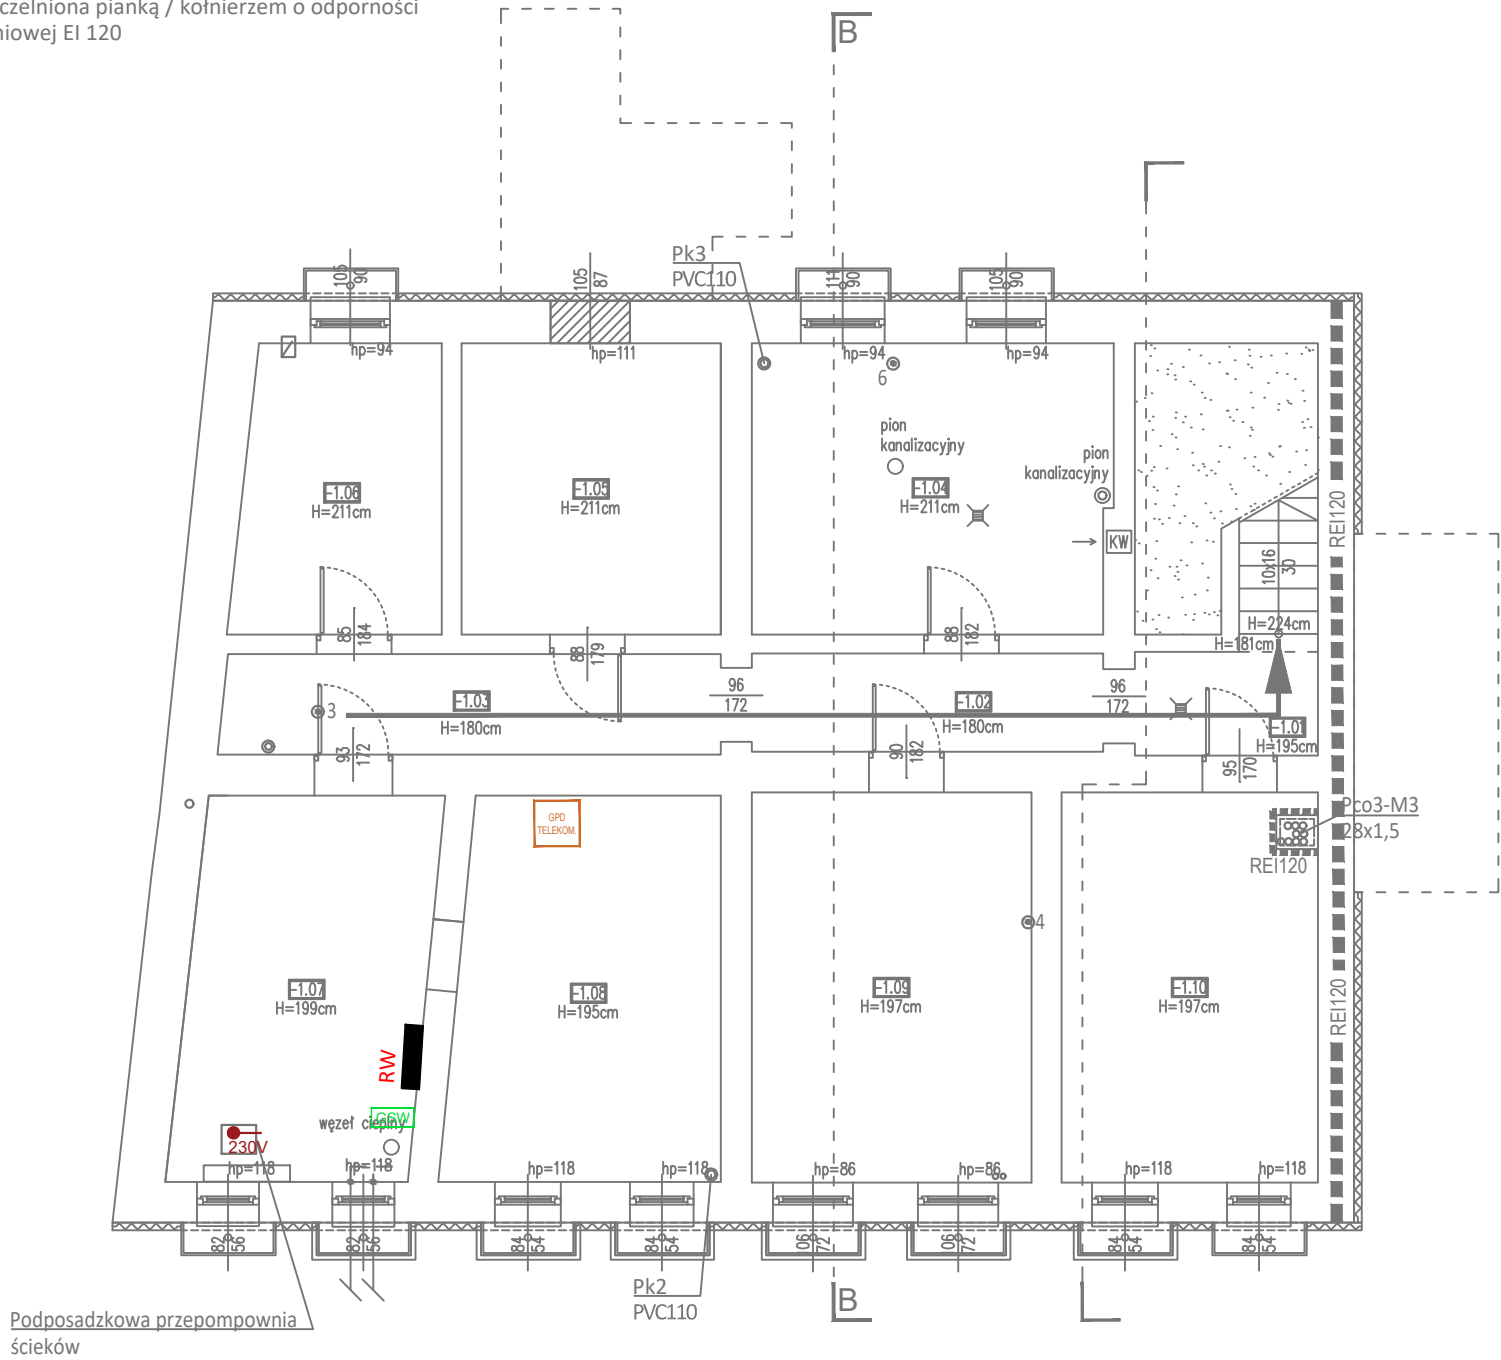 czelniona pianką / kołnierzem o odporności
niowej EI 120
B
Pk3
PVC110
105
90
105
87
111
90
105
90
hp=94
hp=111
hp=94
hp=94
6
pion
kanalizacyjny
pion
kanalizacyjny
-1.06
H=211cm
-1.05
H=211cm
-1.04
H=211cm
KW
REI120
10x16
30
H=224cm
H=181cm
85
184
88
179
88
182
-1.03
H=180cm
96
172
-1.02
H=180cm
96
172
-1.01
H=195cm
3
93
172
90
182
95
170
GPD
TELEKOM.
Pco3-M3
28x1,5
REI120
4
-1.07
H=199cm
-1.08
H=195cm
-1.09
H=197cm
-1.10
H=197cm
REI120
RW
GSW
węzeł cieplny
230V
hp=118
hp=118
hp=118
hp=118
hp=86
hp=86
hp=118
hp=118
82
56
82
56
84
54
84
54
106
72
106
72
84
54
84
54
Pk2
PVC110
B
Podposadzkowa przepompownia
ścieków